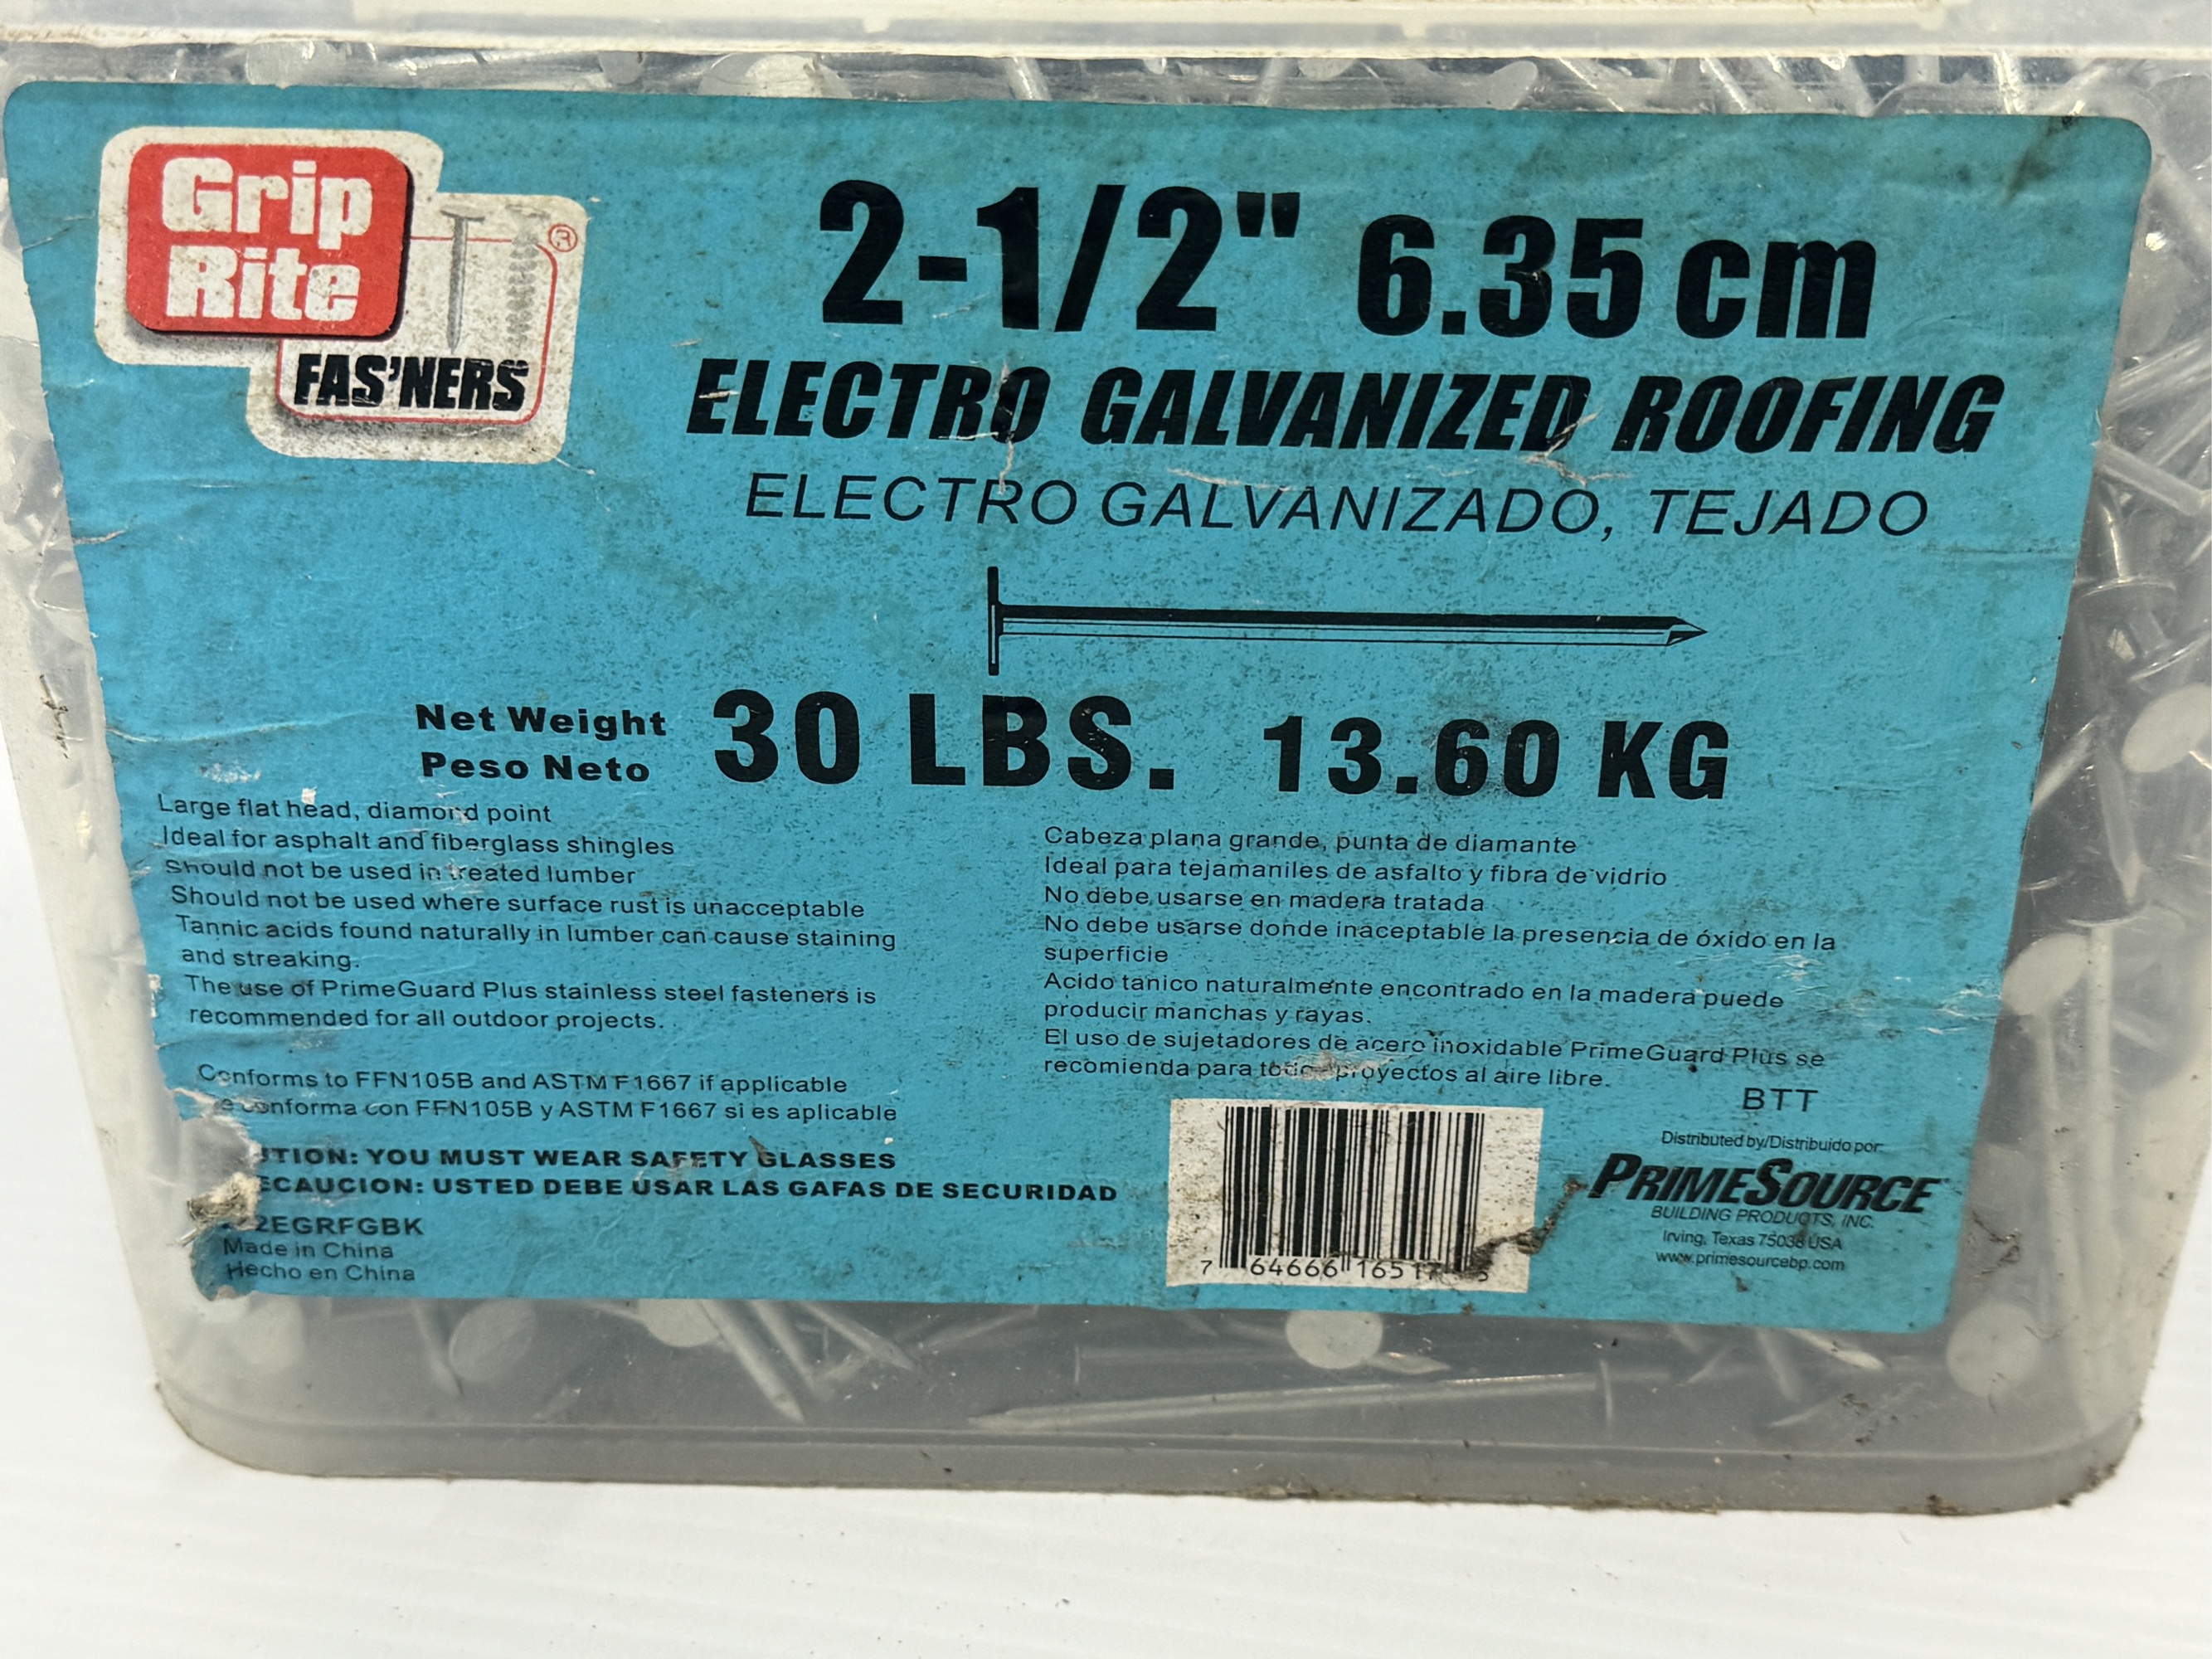 Grip
Rite
®
FAS'NERS
2-1/2" 6.35 cm
ELECTRO GALVANIZED ROOFING
ELECTRO GALVANIZADO, TEJADO
Net Weight
Peso Neto
30 LBS. 13.60 KG
Large flat head, diamond point
Ideal for asphalt and fiberglass shingles
Should not be used in treated lumber
Should not be used where surface rust is unacceptable
Tannic acids found naturally in lumber can cause staining
and streaking.
The use of PrimeGuard Plus stainless steel fasteners is
recommended for all outdoor projects.
Conforms to FFN105B and ASTM F1667 if applicable
conforma con FFN105B y ASTM F1667 si es aplicable
UTION: YOU MUST WEAR SAFETY GLASSES
ECAUCION: USTED DEBE USAR LAS GAFAS DE SECURIDAD
2EGRFGBK
Made in China
Hecho en China
Cabeza plana grande, punta de diamante
Ideal para tejamaniles de asfalto y fibra de vidrio
No debe usarse en madera tratada
No debe usarse donde inaceptable la presencia de óxido en la
superficie
Acido tanico naturalmente encontrado en la madera puede
producir manchas y rayas.
El uso de sujetadores de acero inoxidable PrimeGuard Plus se
recomienda para proyectos al aire libre.
BTT
7 64666 1651
Distributed by/Distribuido por:
PRIMESOURCE
BUILDING PRODUCTS, INC.
Irving, Texas 75038 USA
www.primesourcebp.com